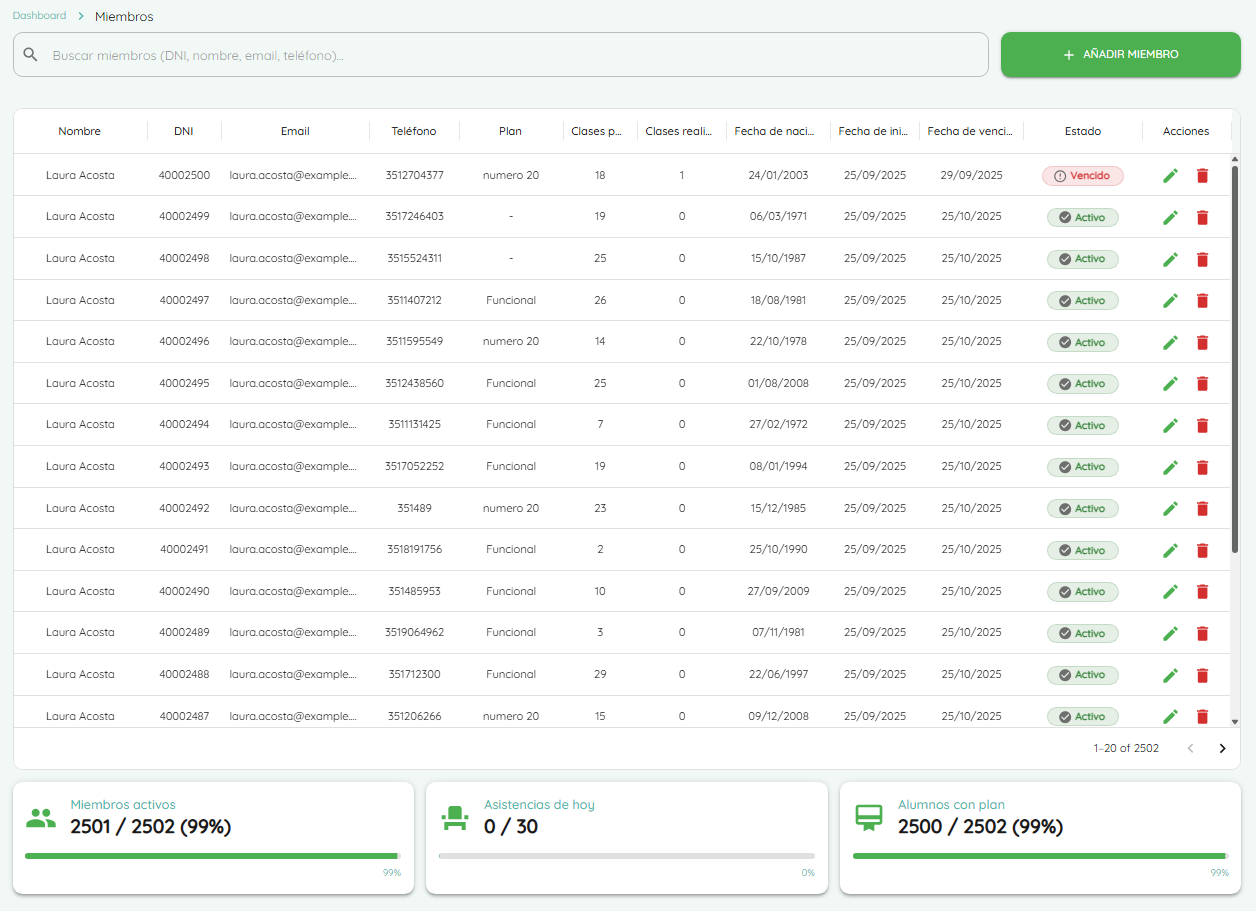 Dashboard > Miembros
Buscar miembros (DNI, nombre, email, teléfono)...
+ AÑADIR MIEMBRO
Nombre DNI Email Teléfono Plan Clases p... Clases reali... Fecha de naci... Fecha de ini... Fecha de venci... Estado Acciones
Laura Acosta 40002500 laura.acosta@example.... 3512704377 numero 20 18 1 24/01/2003 25/09/2025 29/09/2025 Vencido
Laura Acosta 40002499 laura.acosta@example.... 3517246403 - 19 0 06/03/1971 25/09/2025 25/10/2025 Activo
Laura Acosta 40002498 laura.acosta@example.... 3515524311 - 25 0 15/10/1987 25/09/2025 25/10/2025 Activo
Laura Acosta 40002497 laura.acosta@example.... 3511407212 Funcional 26 0 18/08/1981 25/09/2025 25/10/2025 Activo
Laura Acosta 40002496 laura.acosta@example.... 3511595549 numero 20 14 0 22/10/1978 25/09/2025 25/10/2025 Activo
Laura Acosta 40002495 laura.acosta@example.... 3512438560 Funcional 25 0 01/08/2008 25/09/2025 25/10/2025 Activo
Laura Acosta 40002494 laura.acosta@example.... 3511131425 Funcional 7 0 27/02/1972 25/09/2025 25/10/2025 Activo
Laura Acosta 40002493 laura.acosta@example.... 3517052252 Funcional 19 0 08/01/1994 25/09/2025 25/10/2025 Activo
Laura Acosta 40002492 laura.acosta@example.... 351489 numero 20 23 0 15/12/1985 25/09/2025 25/10/2025 Activo
Laura Acosta 40002491 laura.acosta@example.... 3518191756 Funcional 2 0 25/10/1990 25/09/2025 25/10/2025 Activo
Laura Acosta 40002490 laura.acosta@example.... 351485953 Funcional 10 0 27/09/2009 25/09/2025 25/10/2025 Activo
Laura Acosta 40002489 laura.acosta@example.... 3519064962 Funcional 3 0 07/11/1981 25/09/2025 25/10/2025 Activo
Laura Acosta 40002488 laura.acosta@example.... 351712300 Funcional 29 0 22/06/1997 25/09/2025 25/10/2025 Activo
Laura Acosta 40002487 laura.acosta@example.... 351206266 numero 20 15 0 09/12/2008 25/09/2025 25/10/2025 Activo
1–20 of 2502
Miembros activos
2501 / 2502 (99%)
99%
Asistencias de hoy
0 / 30
0%
Alumnos con plan
2500 / 2502 (99%)
99%